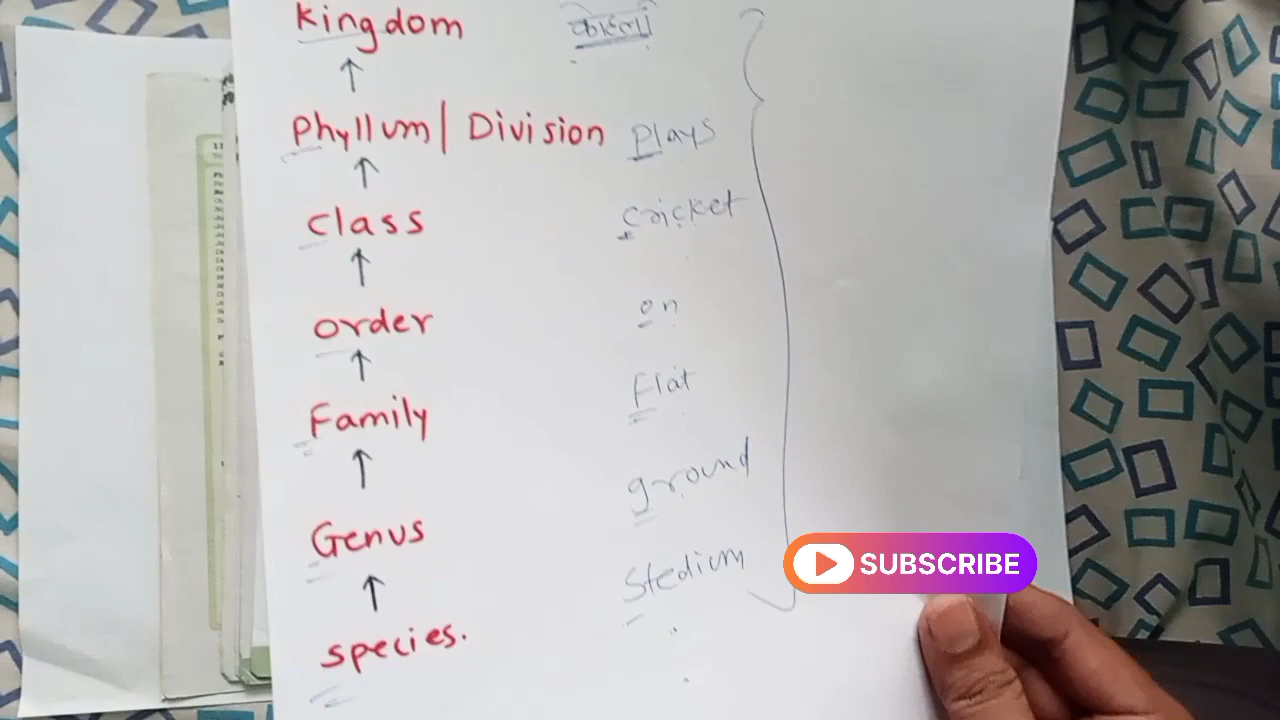 kingdom
Phyllum | Division Plays
class cricket
order on
Family Flat
Genus ground
SUBSCRIBE
species. Stedium